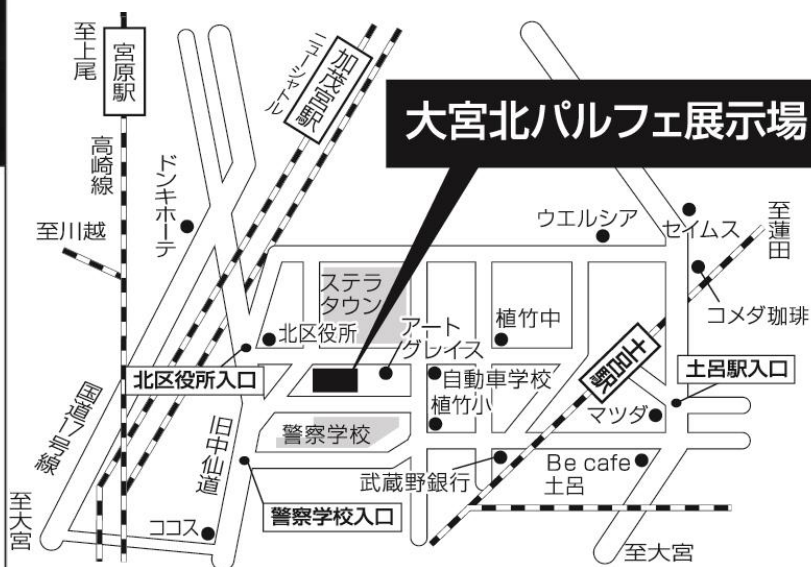 至上尾
宮原駅
高崎線
至川越
ドンキホーテ
加茂宮駅
ニューシャトル
大宮北パルフェ展示場
ウエルシア
セイムス
至蓮田
コメダ珈琲
ステラ
タウン
北区役所
アート
グレイス
植竹中
北区役所入口
自動車学校
植竹小
土呂駅
土呂駅入口
マツダ
国道17号線
旧中仙道
警察学校
武蔵野銀行
Be cafe
土呂
警察学校入口
ココス
至大宮
至大宮